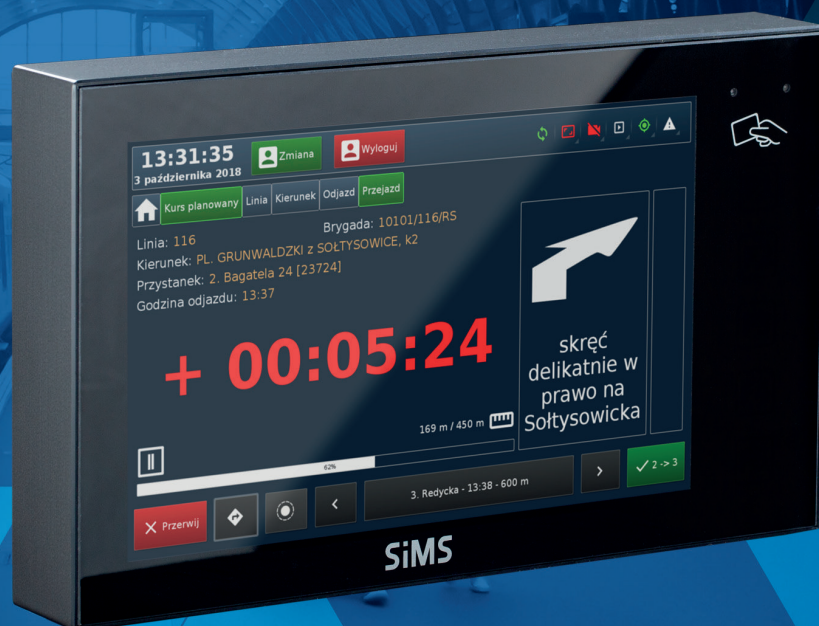 13:31:35
3 października 2018
Zmiana
Wyloguj
Kurs planowany
Linia
Kierunek
Odjazd
Przejazd
Linia: 116
Brygada: 10101/116/RS
Kierunek: PL. GRUNWALDZKI z SOŁTYSOWICE, k2
Przystanek: 2. Bagatela 24 [23724]
Godzina odjazdu: 13:37
+ 00:05:24
skręć
delikatnie w
prawo na
Sołtysowicka
169 m / 450 m
62%
Przerwij
3. Redycka - 13:38 - 600 m
2 -> 3
SiMS